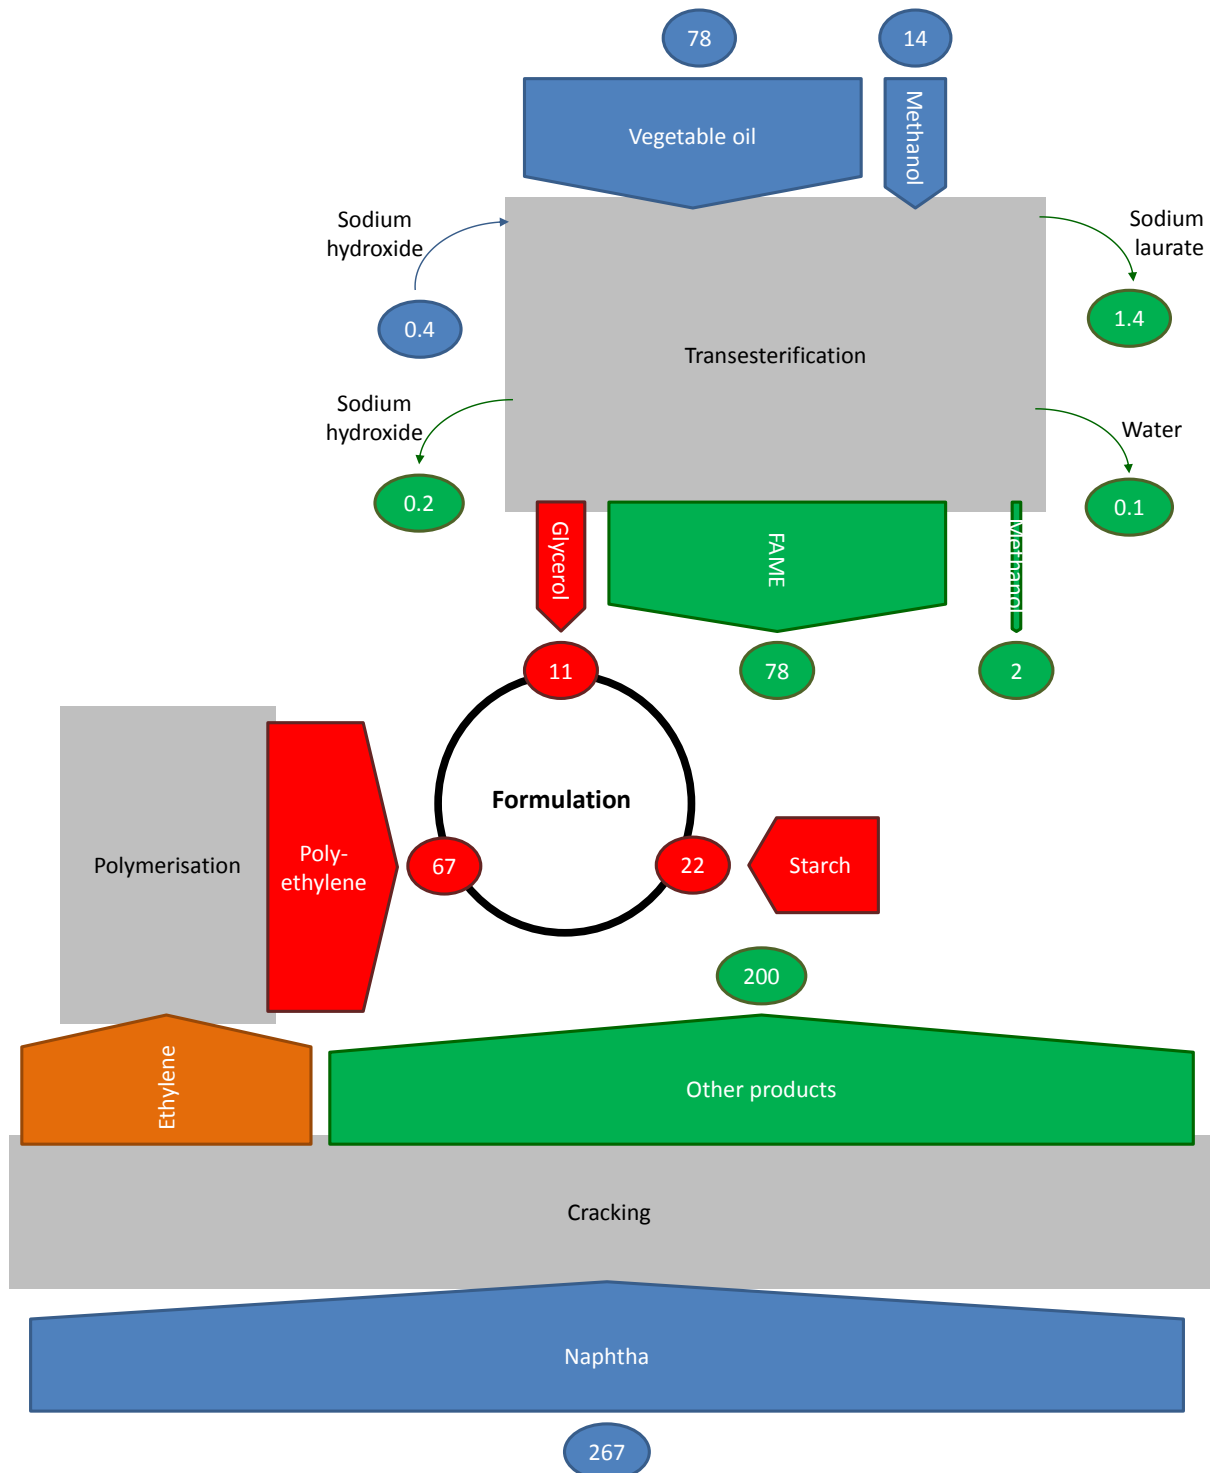 78
14
Vegetable oil
Methanol
Sodium
hydroxide
0.4
Sodium
laurate
1.4
Transesterification
Sodium
hydroxide
0.2
Water
0.1
Glycerol
FAME
Methanol
11
78
2
Formulation
Polymerisation
Poly-
ethylene
67
22
Starch
200
Ethylene
Other products
Cracking
Naphtha
267